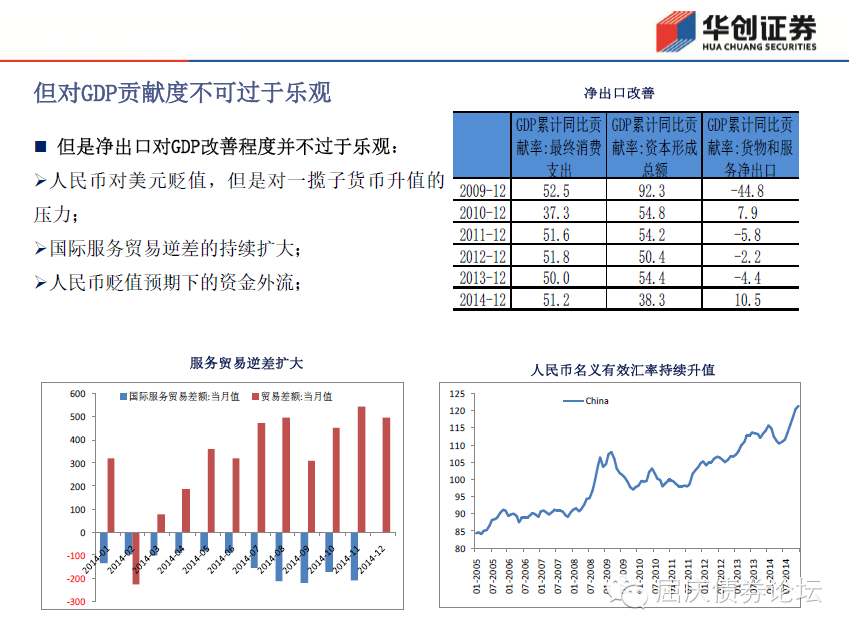 华创证券
HUA CHUANG SECURITIES
但对GDP贡献度不可过于乐观
■ 但是净出口对GDP改善程度并不过于乐观：
➢人民币对美元贬值，但是对一揽子货币升值的
压力；
➢国际服务贸易逆差的持续扩大；
➢人民币贬值预期下的资金外流；
净出口改善
GDP累计同比贡献率:最终消费支出 GDP累计同比贡献率:资本形成总额 GDP累计同比贡献率:货物和服务净出口
2009-12 52.5 92.3 -44.8
2010-12 37.3 54.8 7.9
2011-12 51.6 54.2 -5.8
2012-12 51.8 50.4 -2.2
2013-12 50.0 54.4 -4.4
2014-12 51.2 38.3 10.5
服务贸易逆差扩大
国际服务贸易差额:当月值 贸易差额:当月值
600
500
400
300
200
100
0
-100
-200
-300
2014-01 2014-02 2014-03 2014-04 2014-05 2014-06 2014-07 2014-08 2014-09 2014-10 2014-11 2014-12
人民币名义有效汇率持续升值
China
125
120
115
110
105
100
95
90
85
80
01-2005 07-2005 01-2006 07-2006 01-2007 07-2007 01-2008 07-2008 01-2009 07-2009 01-2010 07-2010 01-2011 07-2011 01-2012 07-2012 01-2013 07-2013 01-2014 07-2014
屈庆债券论坛